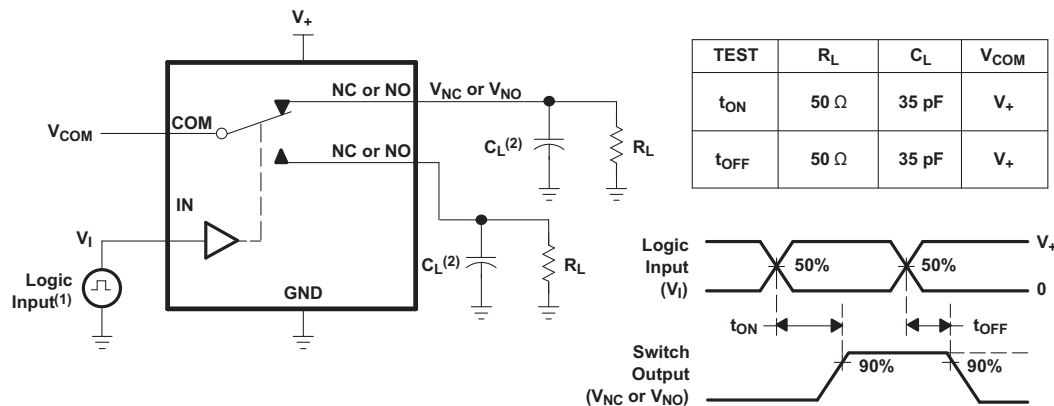 V+
NC or NO
VNC or VNO
VCOM
COM
CL(2)
RL
NC or NO
IN
VI
CL(2)
RL
Logic
Input(1)
GND
TEST RL CL VCOM
tON 50 Ω 35 pF V+
tOFF 50 Ω 35 pF V+
Logic
Input
(VI)
50%
50%
V+
0
tON
tOFF
Switch
Output
(VNC or VNO)
90%
90%